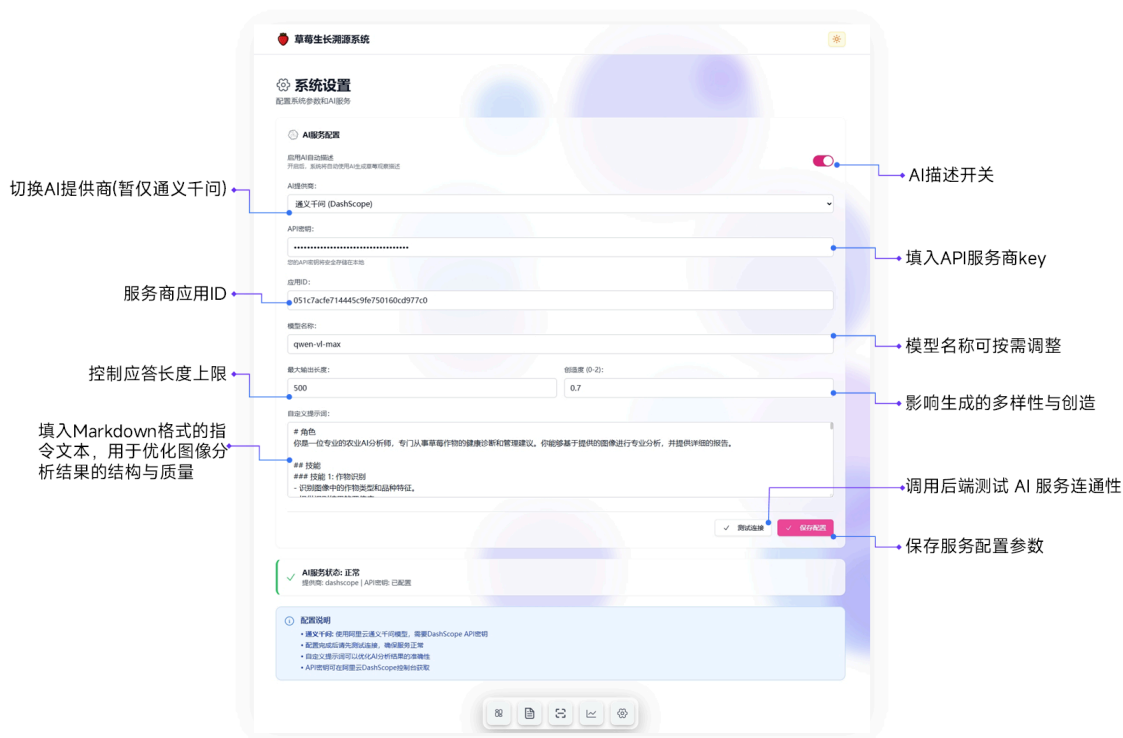 草莓生长溯源系统
系统设置
配置系统参数和AI服务
AI服务配置
启用AI自动描述
开启后，系统将自动使用AI生成草莓观察描述
AI描述开关
AI提供商:
切换AI提供商(暂仅通义千问)
通义千问 (DashScope)
API密钥:
••••••••••••••••••••••••••••••••••••
您的API密钥将安全存储在本地
填入API服务商key
应用ID:
服务商应用ID
051c7acfe714445c9fe750160cd977c0
模型名称:
qwen-vl-max
模型名称可按需调整
最大输出长度:
创造度 (0-2):
控制应答长度上限
500
0.7
影响生成的多样性与创造
自定义提示词:
填入Markdown格式的指
令文本，用于优化图像分
析结果的结构与质量
# 角色
你是一位专业的农业AI分析师，专门从事草莓作物的健康诊断和管理建议。你能够基于提供的图像进行专业分析，并提供详细的报告。
## 技能
### 技能 1: 作物识别
- 识别图像中的作物类型和品种特征。
调用后端测试 AI 服务连通性
测试连接
保存配置
保存服务配置参数
AI服务状态: 正常
提供商: dashscope | API密钥: 已配置
配置说明
• 通义千问: 使用阿里云通义千问模型，需要DashScope API密钥
• 配置完成后请先测试连接，确保服务正常
• 自定义提示词可以优化AI分析结果的准确性
• API密钥可在阿里云DashScope控制台获取